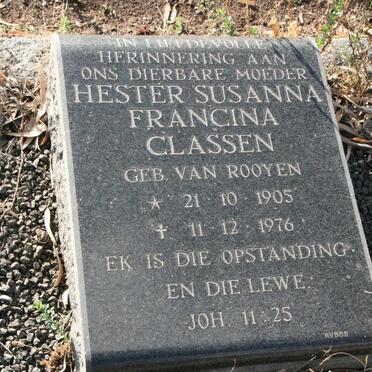 IN LIEFDEVOLLE
HERINNERING AAN
ONS DIERBARE MOEDER
HESTER SUSANNA
FRANCINA
CLASSEN
GEB. VAN ROOYEN
★ 21·10·1905
✝ 11·12·1976
EK IS DIE OPSTANDING
EN DIE LEWE.
JOH. 11:25